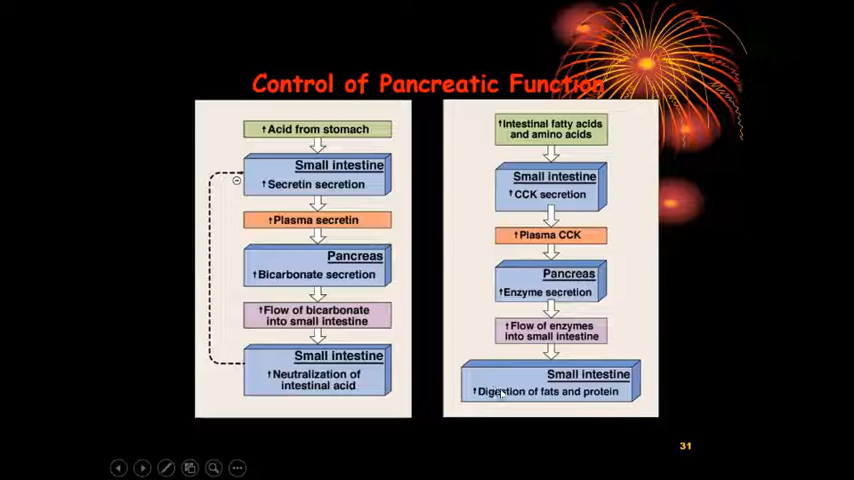 Control of Pancreatic Function
↑Acid from stomach
Small intestine
↑Secretin secretion
↑Plasma secretin
Pancreas
↑Bicarbonate secretion
↑Flow of bicarbonate
into small intestine
Small intestine
↑Neutralization of
intestinal acid
↑Intestinal fatty acids
and amino acids
Small intestine
↑CCK secretion
↑Plasma CCK
Pancreas
↑Enzyme secretion
↑Flow of enzymes
into small intestine
Small intestine
↑Digestion of fats and protein
31